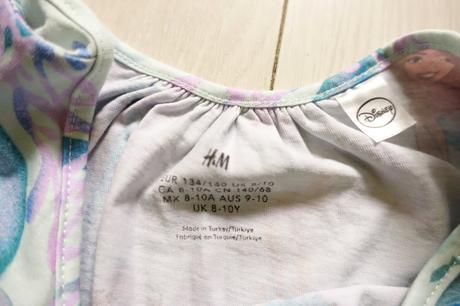 H&M
EUR 134/140 US 8/10
CA 8-10A CN 140/68
MX 8-10A AUS 9-10
UK 8-10Y
Made in Turkey/Türkiye
Fabriqué en Turquie/Türkiye
Disney